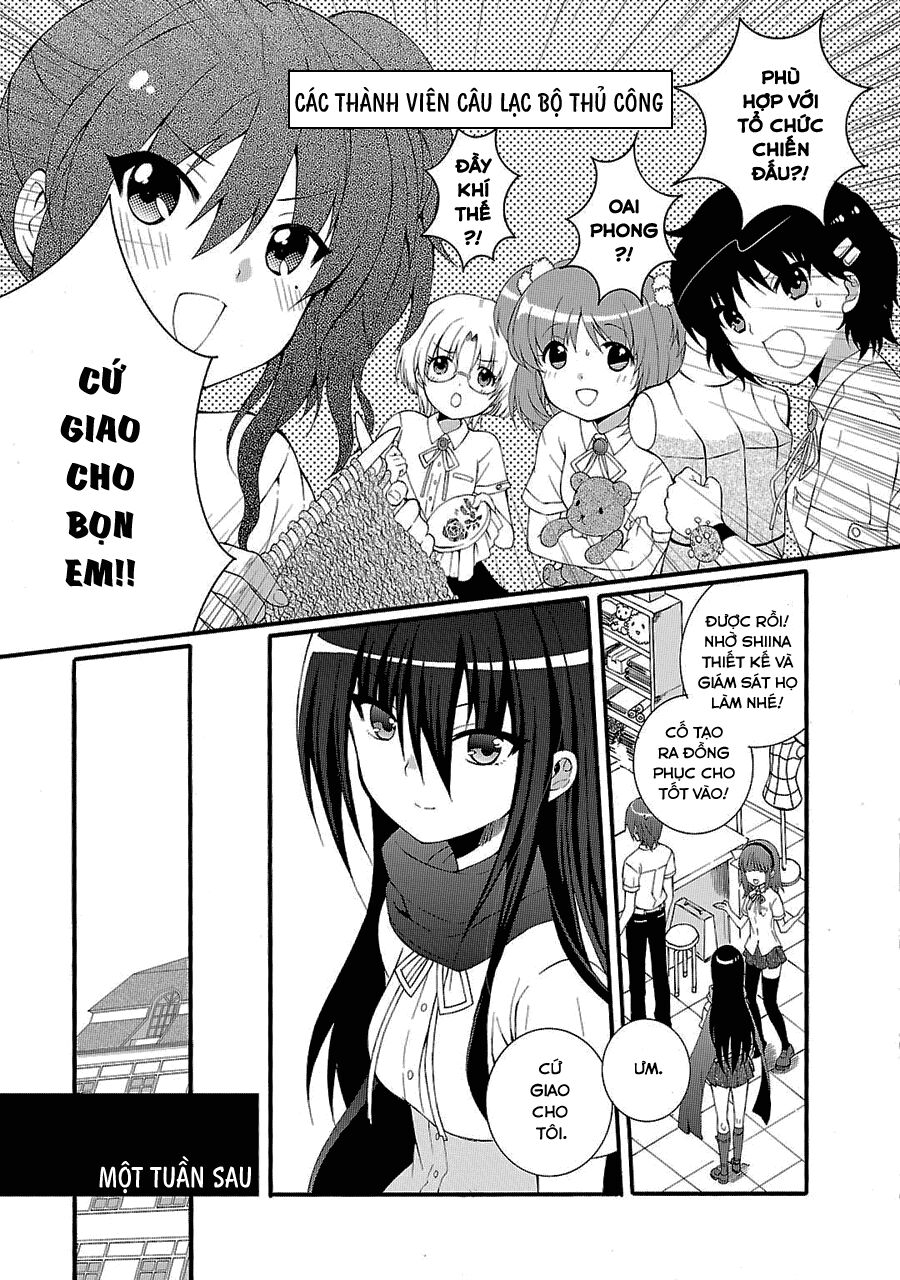 CÁC THÀNH VIÊN CÂU LẠC BỘ THỦ CÔNG
PHÙ
HỢP VỚI
TỔ CHỨC
CHIẾN
ĐẤU?!
OAI
PHONG
?!
ĐẦY
KHÍ
THẾ
?!
CỨ
GIAO
CHO
BỌN
EM!!
ĐƯỢC RỒI!
NHỜ SHIINA
THIẾT KẾ VÀ
GIÁM SÁT HỌ
LÀM NHÉ!
CỐ TẠO
RA ĐỒNG
PHỤC CHO
TỐT VÀO!
ƯM.
CỨ
GIAO
CHO
TÔI.
MỘT TUẦN SAU